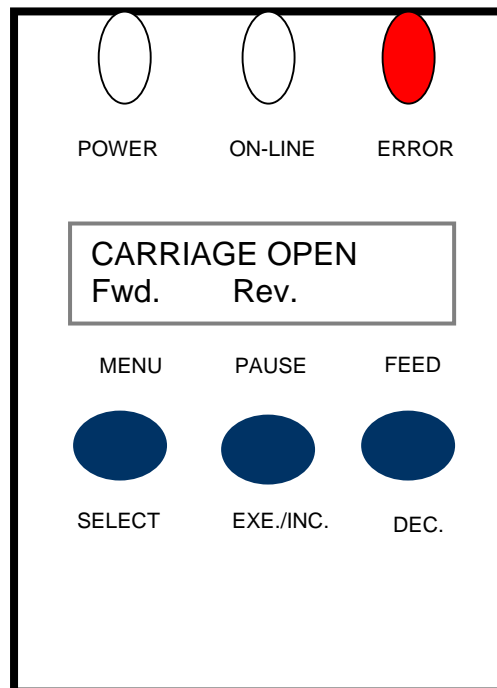 POWER ON-LINE ERROR
CARRIAGE OPEN
Fwd. Rev.
MENU PAUSE FEED
SELECT EXE./INC. DEC.